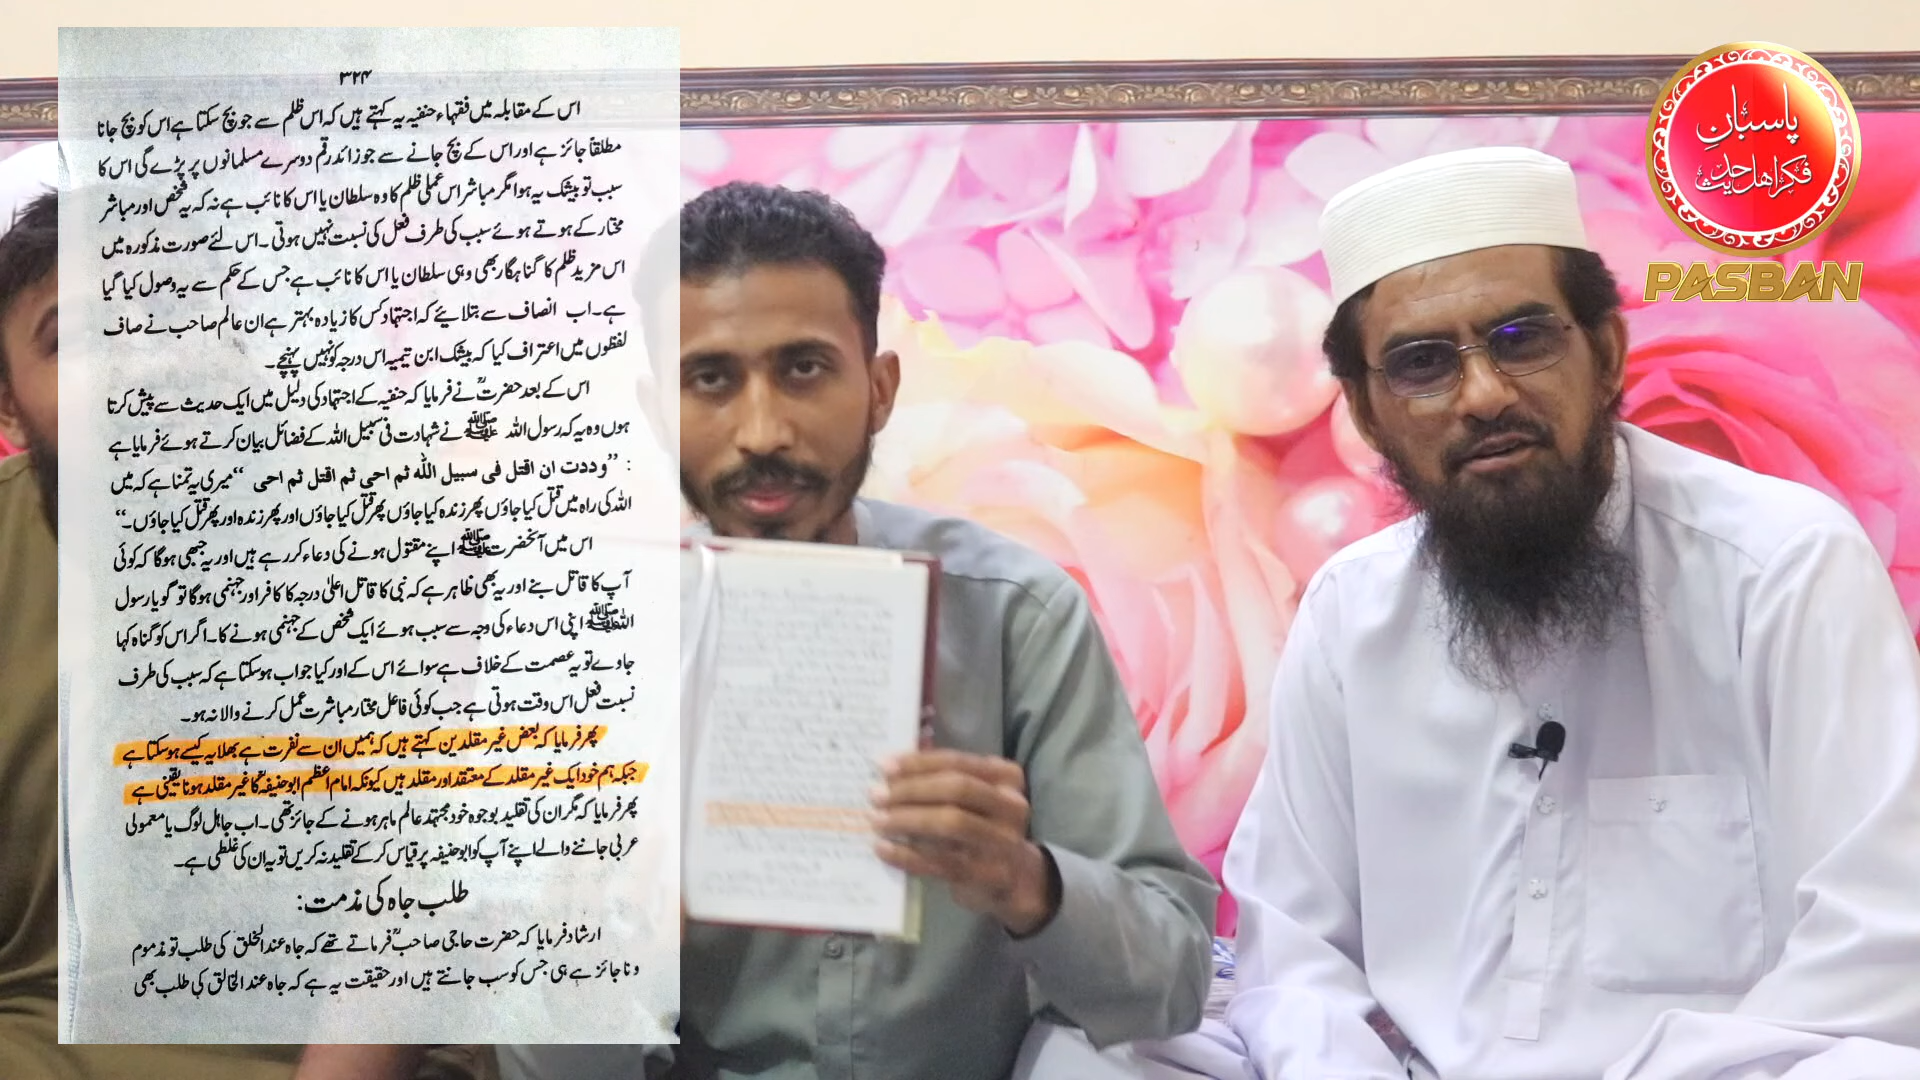 ۳۲۴
اس کے مقابلہ میں فقہاء حنفیہ یہ کہتے ہیں کہ اس ظلم سے جو بچ سکتا ہے اس کو بچ جانا
مطلقاً جائز ہے اور اس کے بچ جانے سے جو زائد رقم دوسرے مسلمانوں پر پڑے گی اس کا
سبب تو بیشک یہ ہوا مگر مباشر اس عملی ظلم کا وہ سلطان یا اس کا نائب ہے نہ کہ یہ شخص اور مباشر
مختار کے ہوتے ہوئے سبب کی طرف فعل کی نسبت نہیں ہوتی ۔ اس لئے صورت مذکورہ میں
اس مزید ظلم کا گناہگار بھی وہی سلطان یا اس کا نائب ہے جس کے حکم سے یہ وصول کیا گیا
ہے ۔ اب انصاف سے بتلائیے کہ اجتہاد کس کا زیادہ بہتر ہے ان عالم صاحب نے صاف
لفظوں میں اعتراف کیا کہ بیشک ابن تیمیہ اس درجہ کو نہیں پہنچے ۔
اس کے بعد حضرتؒ نے فرمایا کہ حنفیہ کے اجتہاد کی دلیل میں ایک حدیث سے پیش کرتا
ہوں وہ یہ کہ رسول اللہ ﷺ نے شہادت فی سبیل اللہ کے فضائل بیان کرتے ہوئے فرمایا ہے
: ’’وددت ان اقتل فی سبیل اللّٰه ثم احی ثم اقتل ثم احی ‘‘میری یہ تمنا ہے کہ میں
اللہ کی راہ میں قتل کیا جاؤں پھر زندہ کیا جاؤں پھر قتل کیا جاؤں اور پھر زندہ اور پھر قتل کیا جاؤں ۔‘‘
اس میں آنحضرت ﷺ اپنے مقتول ہونے کی دعاء کر رہے ہیں اور یہ جبھی ہوگا کہ کوئی
آپ کا قاتل بنے اور یہ بھی ظاہر ہے کہ نبی کا قاتل اعلیٰ درجہ کا کافر اور جہنمی ہوگا تو گویا رسول
اللہ ﷺ اپنی اس دعاء کی وجہ سے سبب ہوئے ایک شخص کے جہنمی ہونے کا ۔ اگر اس کو گناہ کہا
جاوے تو یہ عصمت کے خلاف ہے سوائے اس کے اور کیا جواب ہو سکتا ہے کہ سبب کی طرف
نسبت فعل اس وقت ہوتی ہے جب کوئی فاعل مختار مباشرت عمل کرنے والا نہ ہو ۔
پھر فرمایا کہ بعض غیر مقلدین کہتے ہیں کہ ہمیں ان سے نفرت ہے بھلا یہ کیسے ہو سکتا ہے
جبکہ ہم خود ایک غیر مقلد کے معتقد اور مقلد ہیں کیونکہ امام اعظم ابو حنیفہؒ کا غیر مقلد ہونا یقینی ہے
پھر فرمایا کہ مگر ان کی تقلید بوجوہ خود مجتہد عالم ماہر ہونے کے جائز تھی ۔ اب جاہل لوگ یا معمولی
عربی جاننے والے اپنے آپ کو ابو حنیفہ پر قیاس کر کے تقلید نہ کریں تو یہ ان کی غلطی ہے ۔
طلب جاہ کی مذمت:
ارشاد فرمایا کہ حضرت حاجی صاحبؒ فرماتے تھے کہ جاہ عند الخلق کی طلب تو مذموم
و ناجائز ہے ہی جس کو سب جانتے ہیں اور حقیقت یہ ہے کہ جاہ عند الخالق کی طلب بھی
پاسبانِ
فکرِ اھل حدیث
PASBAN